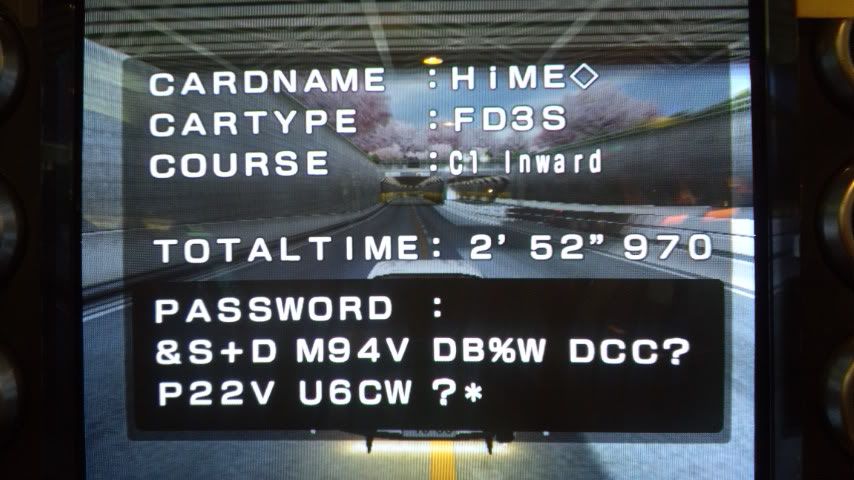 CARDNAME : HiME◇
CARTYPE : FD3S
COURSE : C1 Inward
TOTALTIME: 2' 52" 970
PASSWORD :
&S+D M94V DB%W DCC?
P22V U6CW ?*